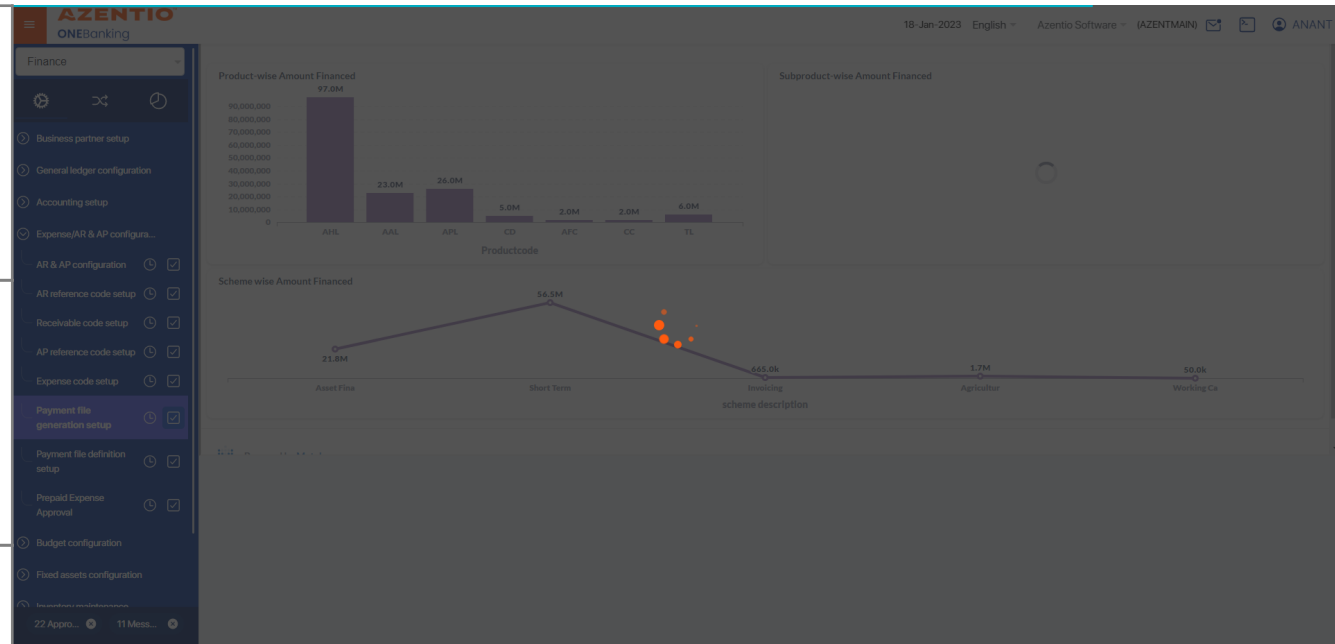 AZENTIO
ONEBanking
18-Jan-2023 English Azentio Software (AZENTMAIN) ANANT
Finance
Business partner setup
General ledger configuration
Accounting setup
Expense/AR & AP configura...
AR & AP configuration
AR reference code setup
Receivable code setup
AP reference code setup
Expense code setup
Payment file
generation setup
Payment file definition
setup
Prepaid Expense
Approval
Budget configuration
Fixed assets configuration
Inventory maintenance
22 Appro...
11 Mess...
Product-wise Amount Financed
97.0M
90,000,000
80,000,000
70,000,000
60,000,000
50,000,000
40,000,000
30,000,000
20,000,000
10,000,000
0
23.0M
26.0M
5.0M
2.0M
2.0M
6.0M
AHL AAL APL CD AFC CC TL
Productcode
Subproduct-wise Amount Financed
Scheme wise Amount Financed
56.5M
21.8M
665.0k
1.7M
50.0k
Asset Fina Short Term Invoicing Agricultur Working Ca
scheme description